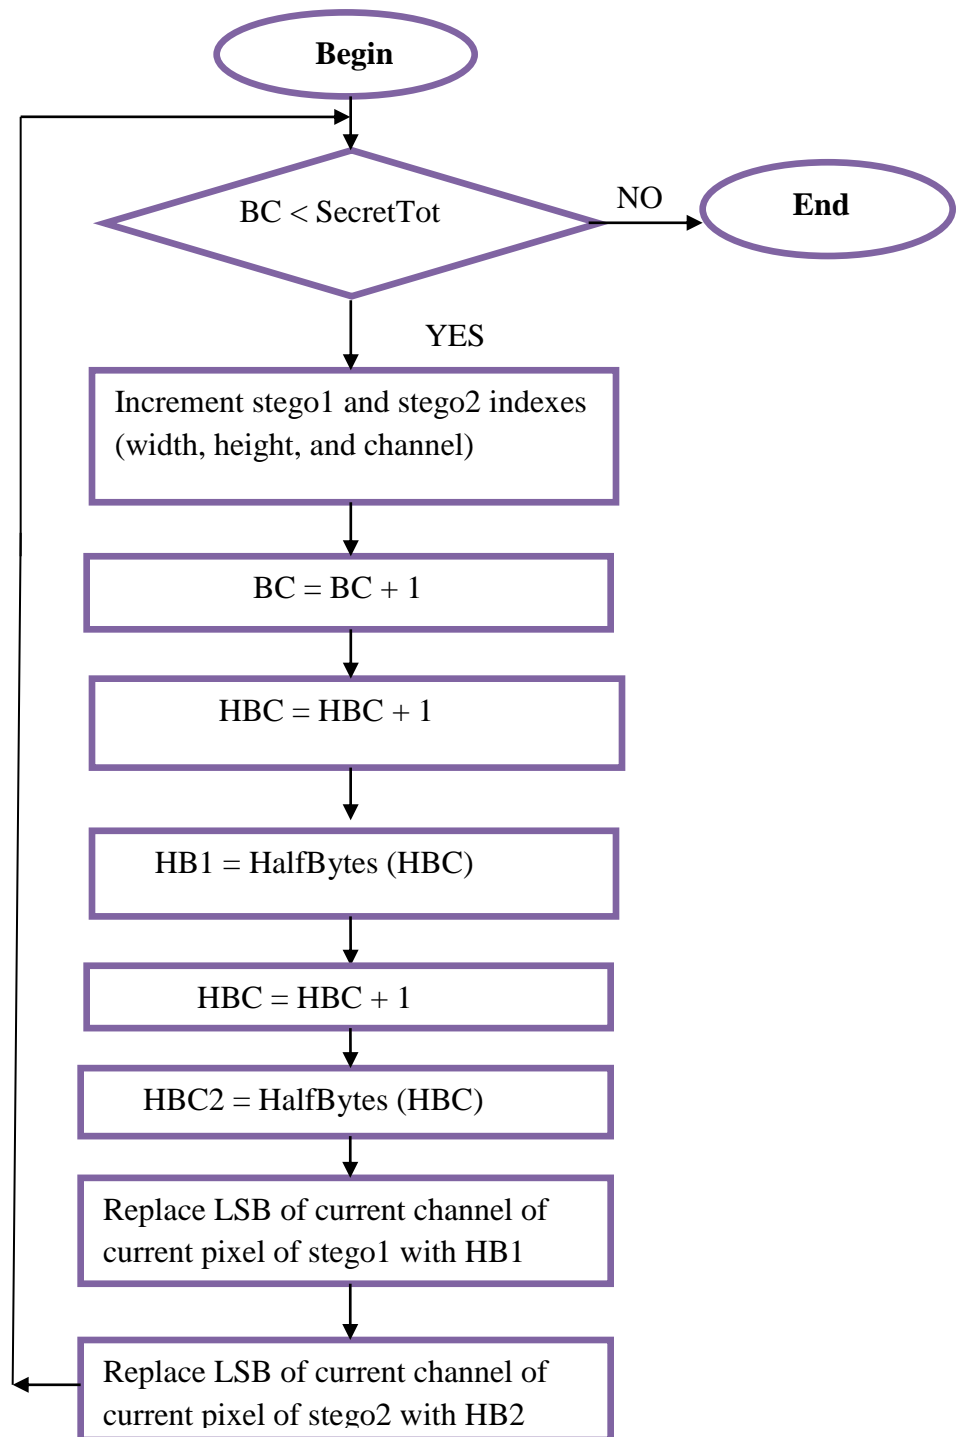 Begin
BC < SecretTot
NO
End
YES
Increment stego1 and stego2 indexes
(width, height, and channel)
BC = BC + 1
HBC = HBC + 1
HB1 = HalfBytes (HBC)
HBC = HBC + 1
HBC2 = HalfBytes (HBC)
Replace LSB of current channel of
current pixel of stego1 with HB1
Replace LSB of current channel of
current pixel of stego2 with HB2